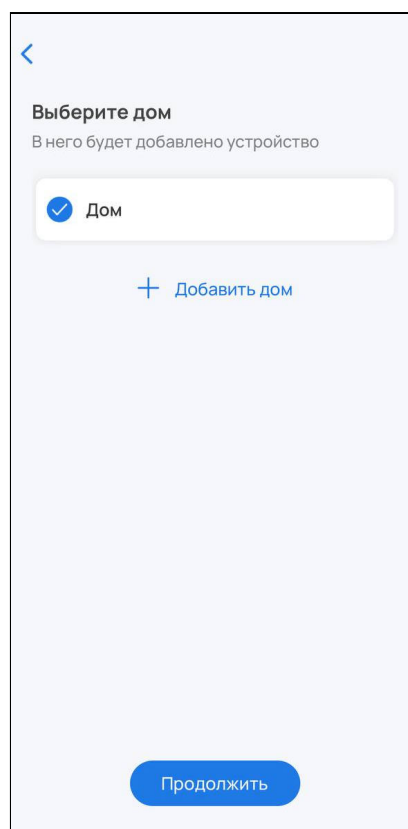 Выберите дом
В него будет добавлено устройство
Дом
Добавить дом
Продолжить